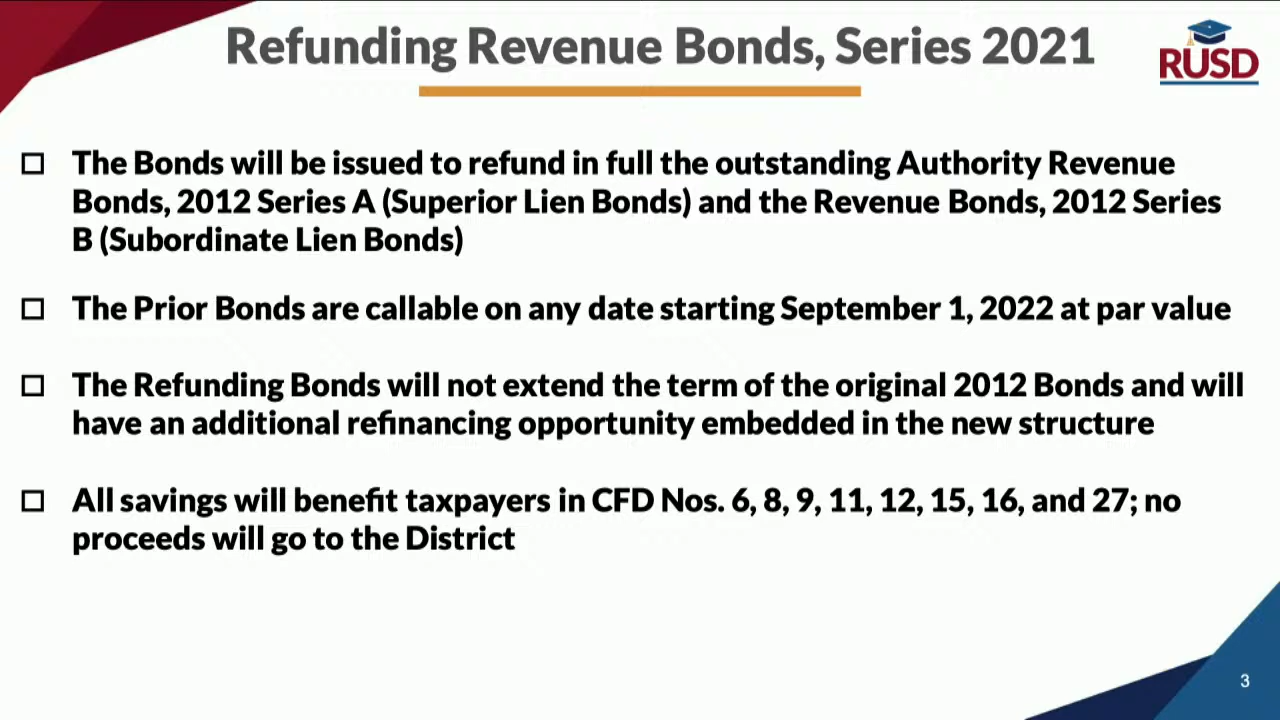 Refunding Revenue Bonds, Series 2021
RUSD
☐ The Bonds will be issued to refund in full the outstanding Authority Revenue
Bonds, 2012 Series A (Superior Lien Bonds) and the Revenue Bonds, 2012 Series
B (Subordinate Lien Bonds)
☐ The Prior Bonds are callable on any date starting September 1, 2022 at par value
☐ The Refunding Bonds will not extend the term of the original 2012 Bonds and will
have an additional refinancing opportunity embedded in the new structure
☐ All savings will benefit taxpayers in CFD Nos. 6, 8, 9, 11, 12, 15, 16, and 27; no
proceeds will go to the District
3